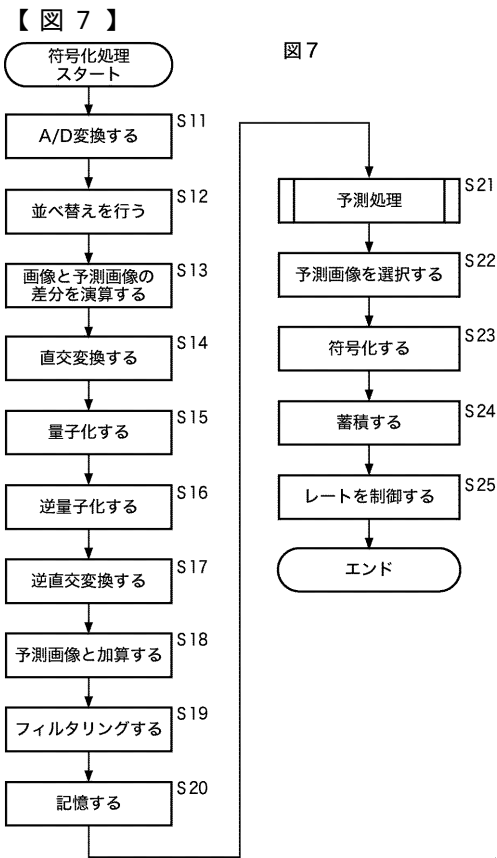 【図７】
図７
符号化処理
スタート
S11
A/D変換する
S12
並べ替えを行う
S13
画像と予測画像の
差分を演算する
S14
直交変換する
S15
量子化する
S16
逆量子化する
S17
逆直交変換する
S18
予測画像と加算する
S19
フィルタリングする
S20
記憶する
S21
予測処理
S22
予測画像を選択する
S23
符号化する
S24
蓄積する
S25
レートを制御する
エンド